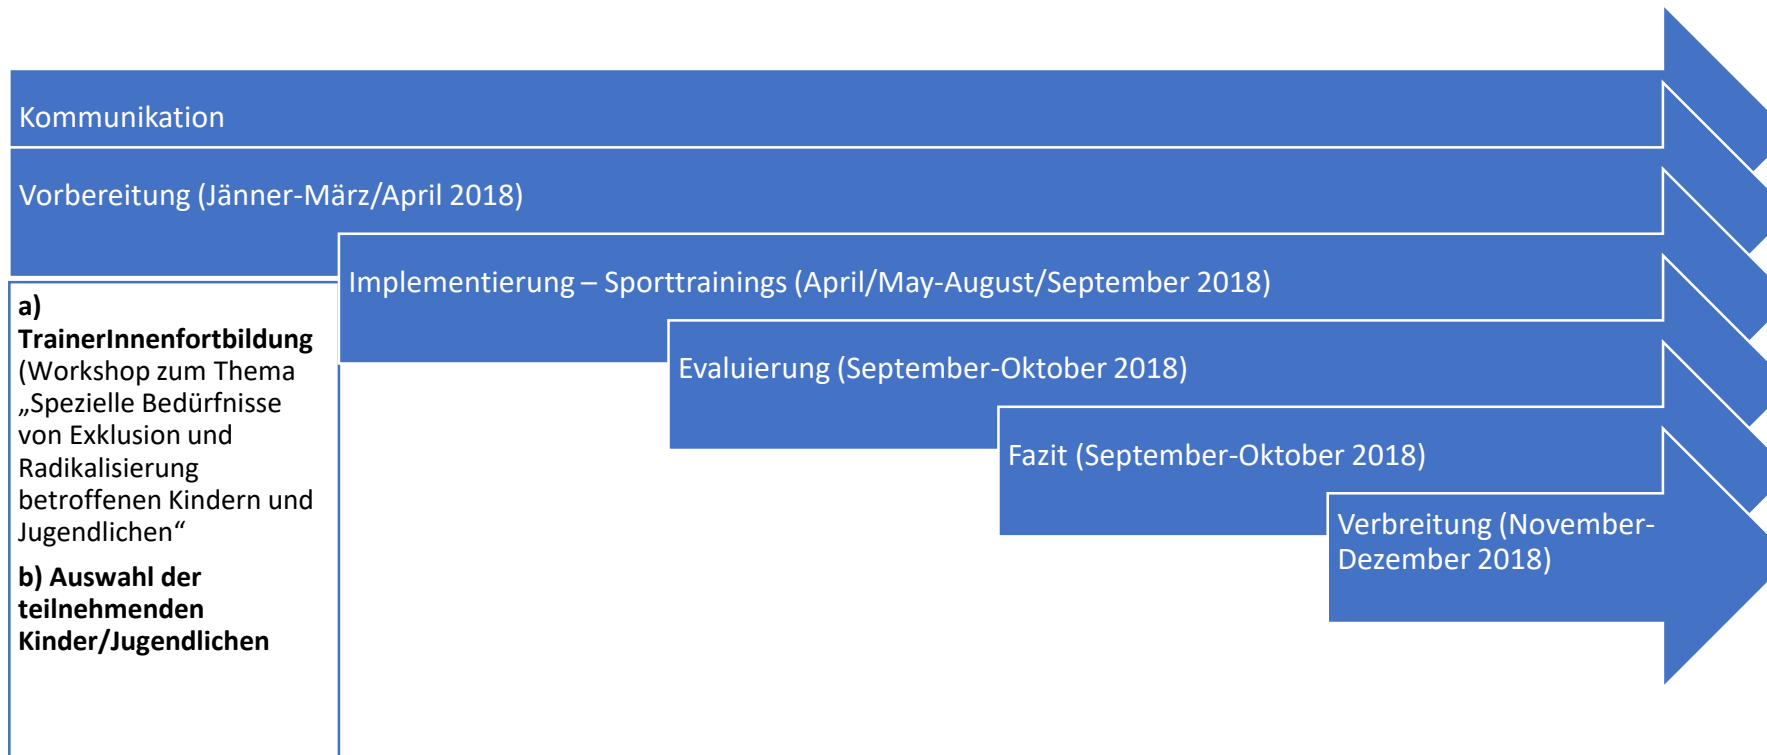 Kommunikation
Vorbereitung (Jänner-März/April 2018)
Implementierung – Sporttrainings (April/May-August/September 2018)
a)
TrainerInnenfortbildung
(Workshop zum Thema
„Spezielle Bedürfnisse
von Exklusion und
Radikalisierung
betroffenen Kindern und
Jugendlichen“
b) Auswahl der
teilnehmenden
Kinder/Jugendlichen
Evaluierung (September-Oktober 2018)
Fazit (September-Oktober 2018)
Verbreitung (November-
Dezember 2018)